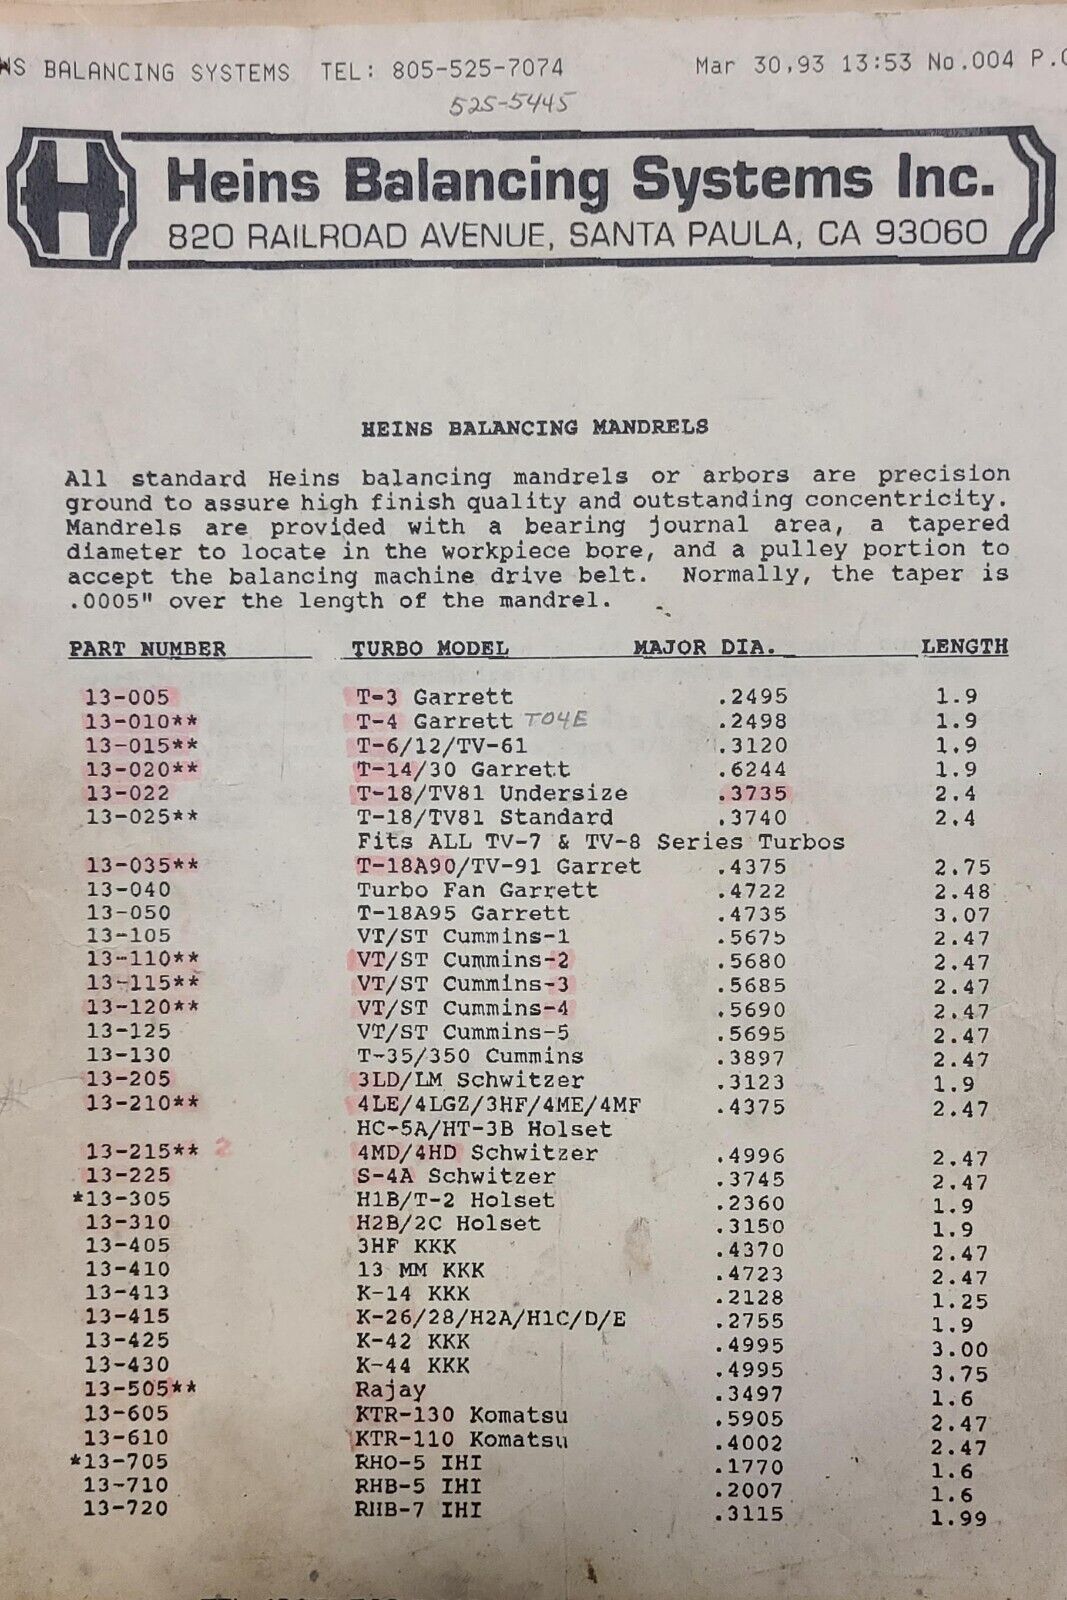 WS BALANCING SYSTEMS TEL: 805-525-7074 Mar 30,93 13:53 No.004 P.0
525-5445
H Heins Balancing Systems Inc.
820 RAILROAD AVENUE, SANTA PAULA, CA 93060
HEINS BALANCING MANDRELS
All standard Heins balancing mandrels or arbors are precision
ground to assure high finish quality and outstanding concentricity.
Mandrels are provided with a bearing journal area, a tapered
diameter to locate in the workpiece bore, and a pulley portion to
accept the balancing machine drive belt. Normally, the taper is
.0005" over the length of the mandrel.
PART NUMBER TURBO MODEL MAJOR DIA. LENGTH
13-005 T-3 Garrett .2495 1.9
13-010** T-4 Garrett TO4E .2498 1.9
13-015** T-6/12/TV-61 .3120 1.9
13-020** T-14/30 Garrett .6244 1.9
13-022 T-18/TV81 Undersize .3735 2.4
13-025** T-18/TV81 Standard .3740 2.4
Fits ALL TV-7 & TV-8 Series Turbos
13-035** T-18A90/TV-91 Garret .4375 2.75
13-040 Turbo Fan Garrett .4722 2.48
13-050 T-18A95 Garrett .4735 3.07
13-105 VT/ST Cummins-1 .5675 2.47
13-110** VT/ST Cummins-2 .5680 2.47
13-115** VT/ST Cummins-3 .5685 2.47
13-120** VT/ST Cummins-4 .5690 2.47
13-125 VT/ST Cummins-5 .5695 2.47
13-130 T-35/350 Cummins .3897 2.47
13-205 3LD/LM Schwitzer .3123 1.9
13-210** 4LE/4LGZ/3HF/4ME/4MF .4375 2.47
HC-5A/HT-3B Holset
13-215** 2 4MD/4HD Schwitzer .4996 2.47
13-225 S-4A Schwitzer .3745 2.47
*13-305 H1B/T-2 Holset .2360 1.9
13-310 H2B/2C Holset .3150 1.9
13-405 3HF KKK .4370 2.47
13-410 13 MM KKK .4723 2.47
13-413 K-14 KKK .2128 1.25
13-415 K-26/28/H2A/H1C/D/E .2755 1.9
13-425 K-42 KKK .4995 3.00
13-430 K-44 KKK .4995 3.75
13-505** Rajay .3497 1.6
13-605 KTR-130 Komatsu .5905 2.47
13-610 KTR-110 Komatsu .4002 2.47
*13-705 RHO-5 IHI .1770 1.6
13-710 RHB-5 IHI .2007 1.6
13-720 RHB-7 IHI .3115 1.99